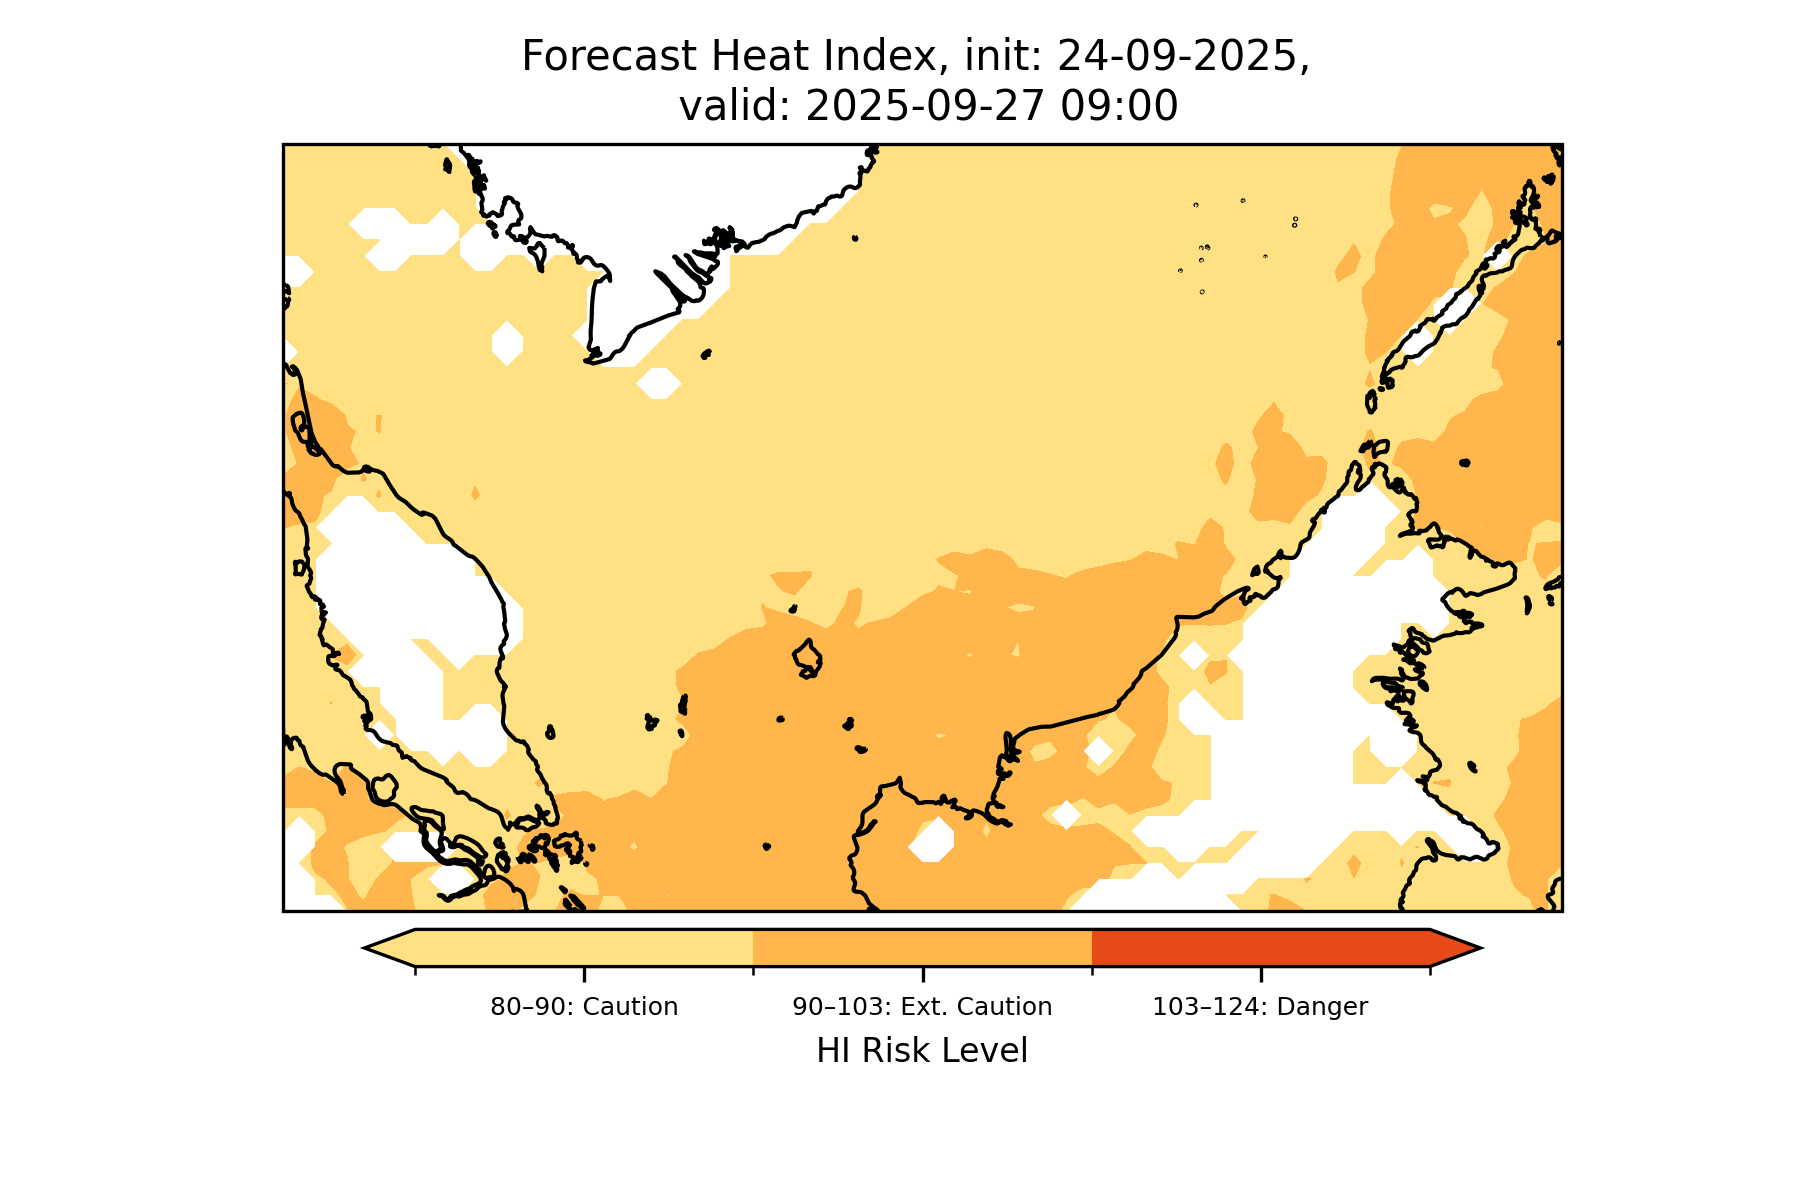 Forecast Heat Index, init: 24-09-2025,
valid: 2025-09-27 09:00
80–90: Caution
90–103: Ext. Caution
103–124: Danger
HI Risk Level